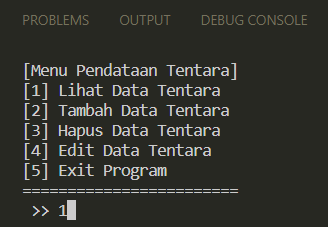 PROBLEMS OUTPUT DEBUG CONSOLE
[Menu Pendataan Tentara]
[1] Lihat Data Tentara
[2] Tambah Data Tentara
[3] Hapus Data Tentara
[4] Edit Data Tentara
[5] Exit Program
========================
>> 1